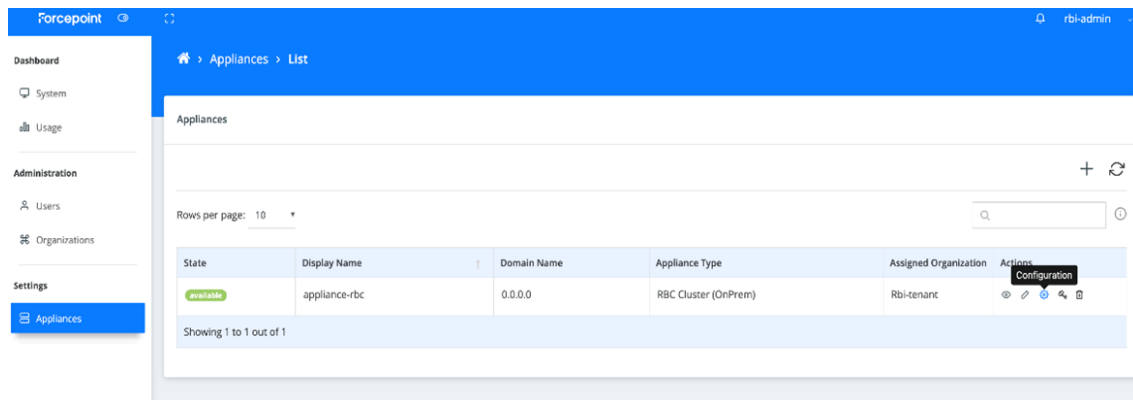 Forcepoint
rbi-admin
Dashboard
System
Usage
Administration
Users
Organizations
Settings
Appliances
Appliances > List
Appliances
Rows per page: 10
State Display Name Domain Name Appliance Type Assigned Organization Actions
Configuration
available appliance-rbc 0.0.0.0 RBC Cluster (OnPrem) Rbi-tenant
Showing 1 to 1 out of 1